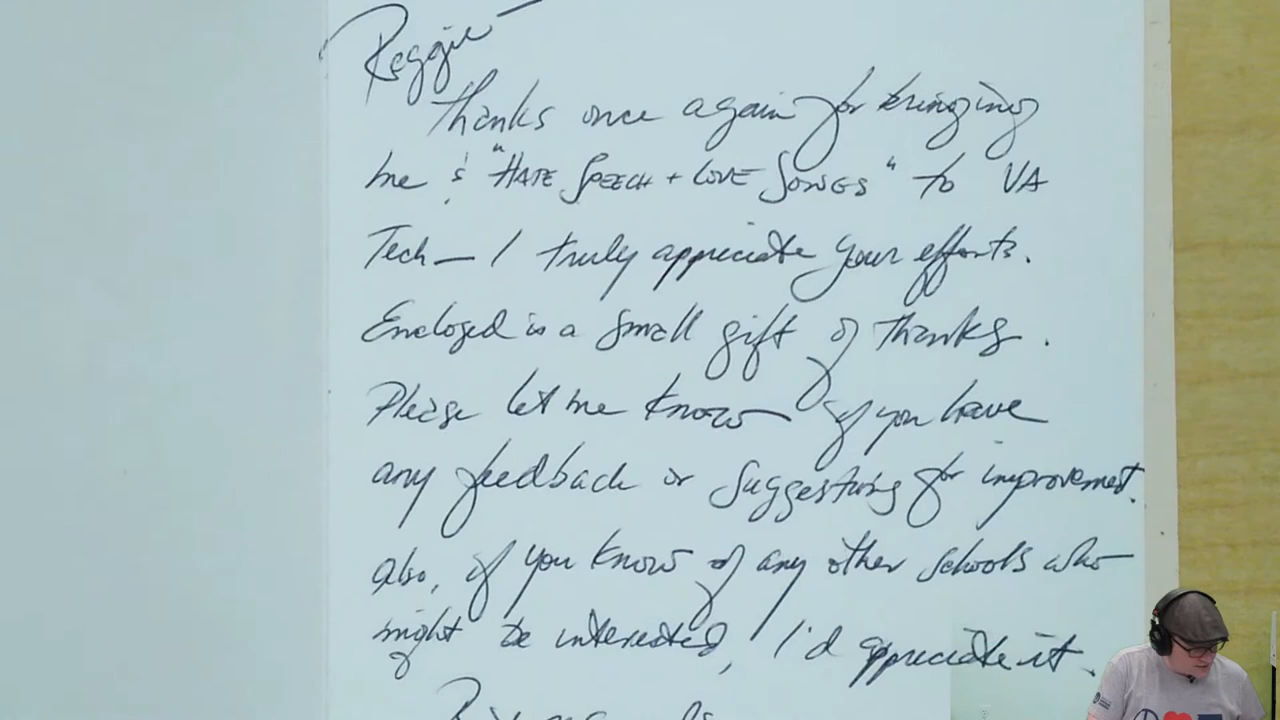 Reggie —
Thanks once again for bringing
me & "HATE SPEECH + LOVE SONGS" to VA
Tech — I truly appreciate your efforts.
Enclosed is a small gift of thanks.
Please let me know if you have
any feedback or suggestions for improvement.
Also, if you know of any other schools who
might be interested, I'd appreciate it.